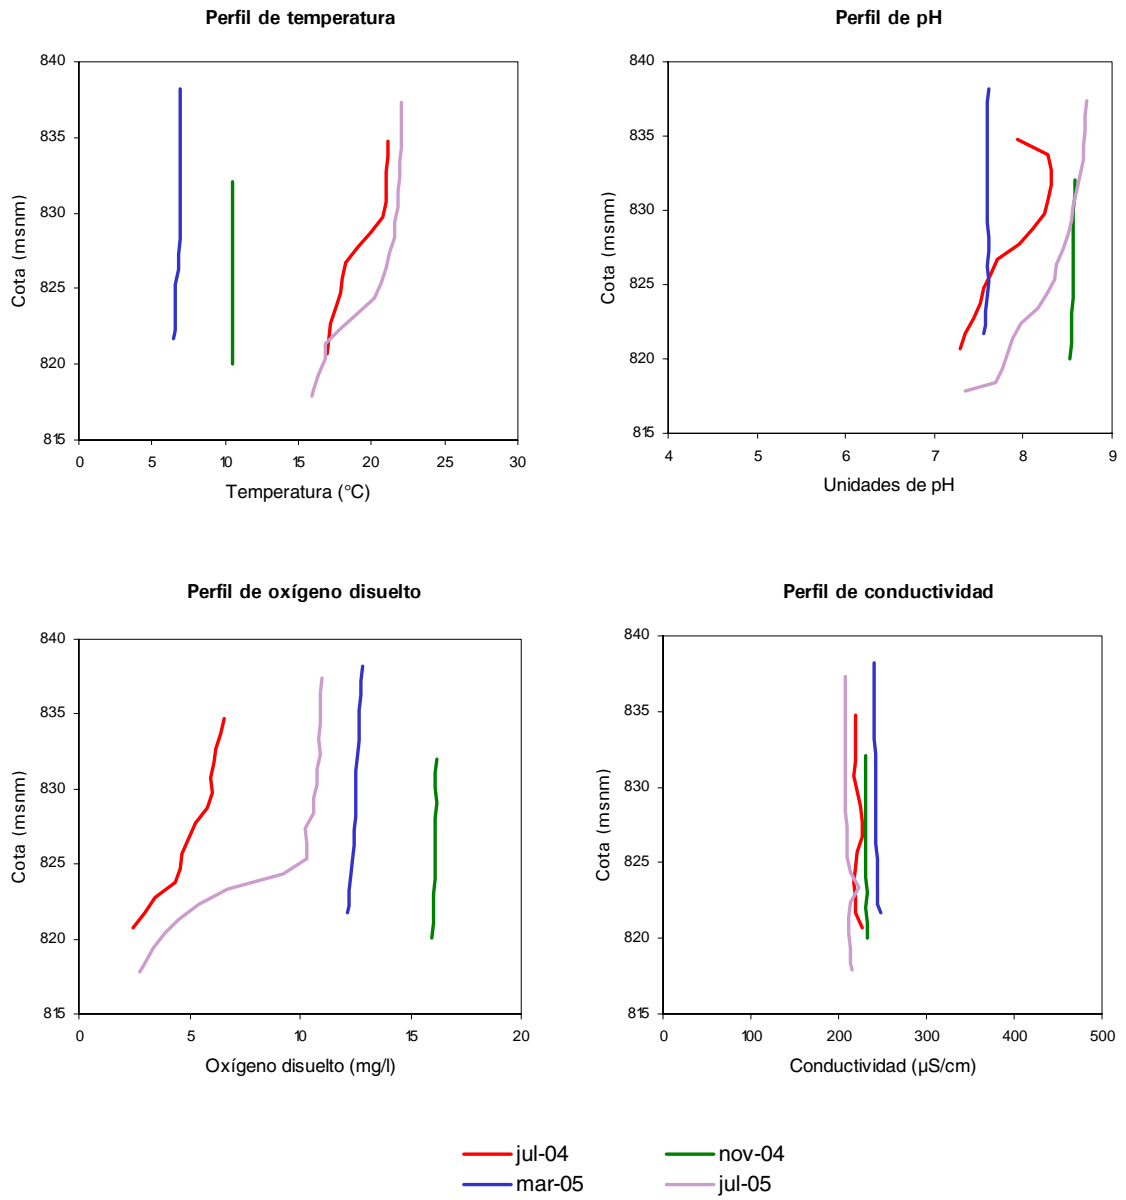 Perfil de temperatura
840
835
830
825
820
815
Cota (msnm)
0 5 10 15 20 25 30
Temperatura (°C)
Perfil de pH
840
835
830
825
820
815
Cota (msnm)
4 5 6 7 8 9
Unidades de pH
Perfil de oxígeno disuelto
840
835
830
825
820
815
Cota (msnm)
0 5 10 15 20
Oxígeno disuelto (mg/l)
Perfil de conductividad
840
835
830
825
820
815
Cota (msnm)
0 100 200 300 400 500
Conductividad (µS/cm)
jul-04 nov-04
mar-05 jul-05